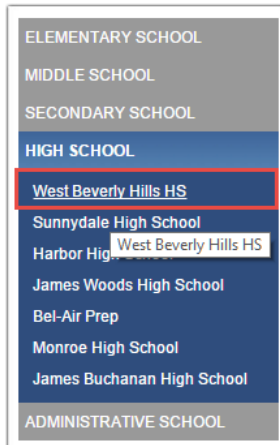 ELEMENTARY SCHOOL
MIDDLE SCHOOL
SECONDARY SCHOOL
HIGH SCHOOL
West Beverly Hills HS
Sunnydale High School
West Beverly Hills HS
Harbor Hig
James Woods High School
Bel-Air Prep
Monroe High School
James Buchanan High School
ADMINISTRATIVE SCHOOL